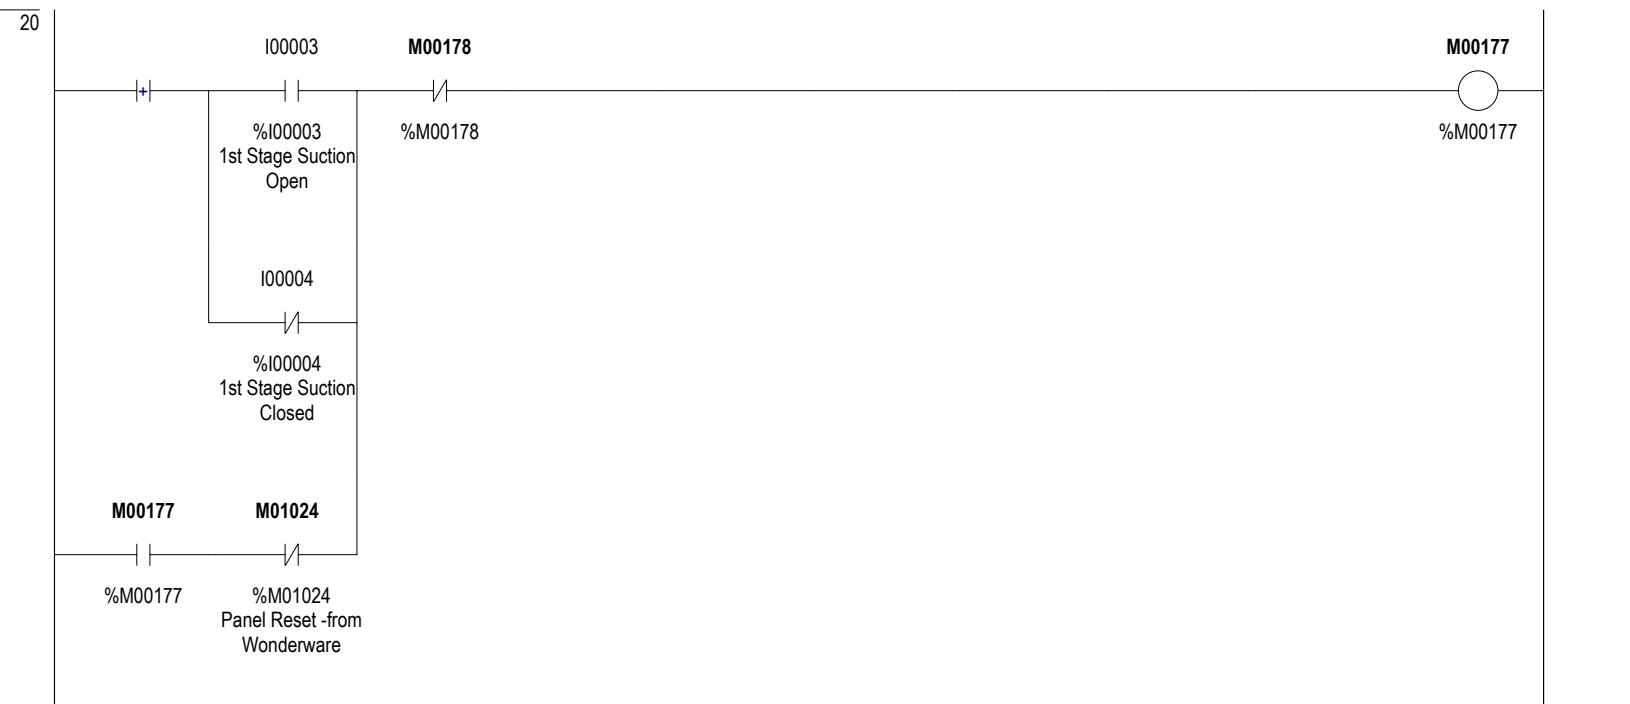 20
I00003
M00178
M00177
+
%I00003
1st Stage Suction
Open
%M00178
%M00177
I00004
%I00004
1st Stage Suction
Closed
M00177
M01024
%M00177
%M01024
Panel Reset -from
Wonderware